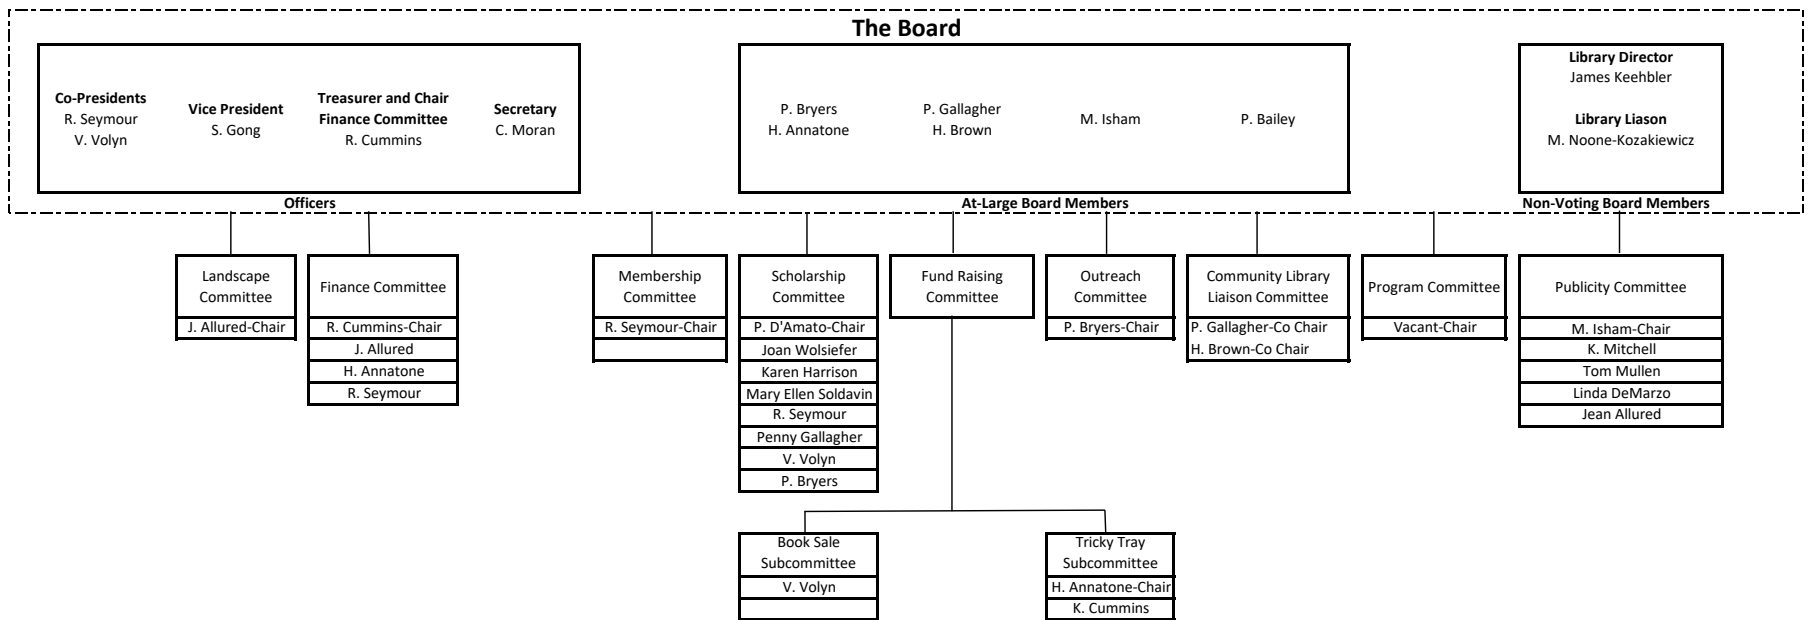 The Board
Co-Presidents
R. Seymour
V. Volyn
Vice President
S. Gong
Treasurer and Chair
Finance Committee
R. Cummins
Secretary
C. Moran
Officers
P. Bryers
H. Annatone
P. Gallagher
H. Brown
M. Isham
P. Bailey
At-Large Board Members
Library Director
James Keehbler
Library Liason
M. Noone-Kozakiewicz
Non-Voting Board Members
Landscape
Committee
J. Allured-Chair
Finance Committee
R. Cummins-Chair
J. Allured
H. Annatone
R. Seymour
Membership
Committee
R. Seymour-Chair
Scholarship
Committee
P. D'Amato-Chair
Joan Wolsiefer
Karen Harrison
Mary Ellen Soldavin
R. Seymour
Penny Gallagher
V. Volyn
P. Bryers
Fund Raising
Committee
Outreach
Committee
P. Bryers-Chair
Community Library
Liaison Committee
P. Gallagher-Co Chair
H. Brown-Co Chair
Program Committee
Vacant-Chair
Publicity Committee
M. Isham-Chair
K. Mitchell
Tom Mullen
Linda DeMarzo
Jean Allured
Book Sale
Subcommittee
V. Volyn
Tricky Tray
Subcommittee
H. Annatone-Chair
K. Cummins